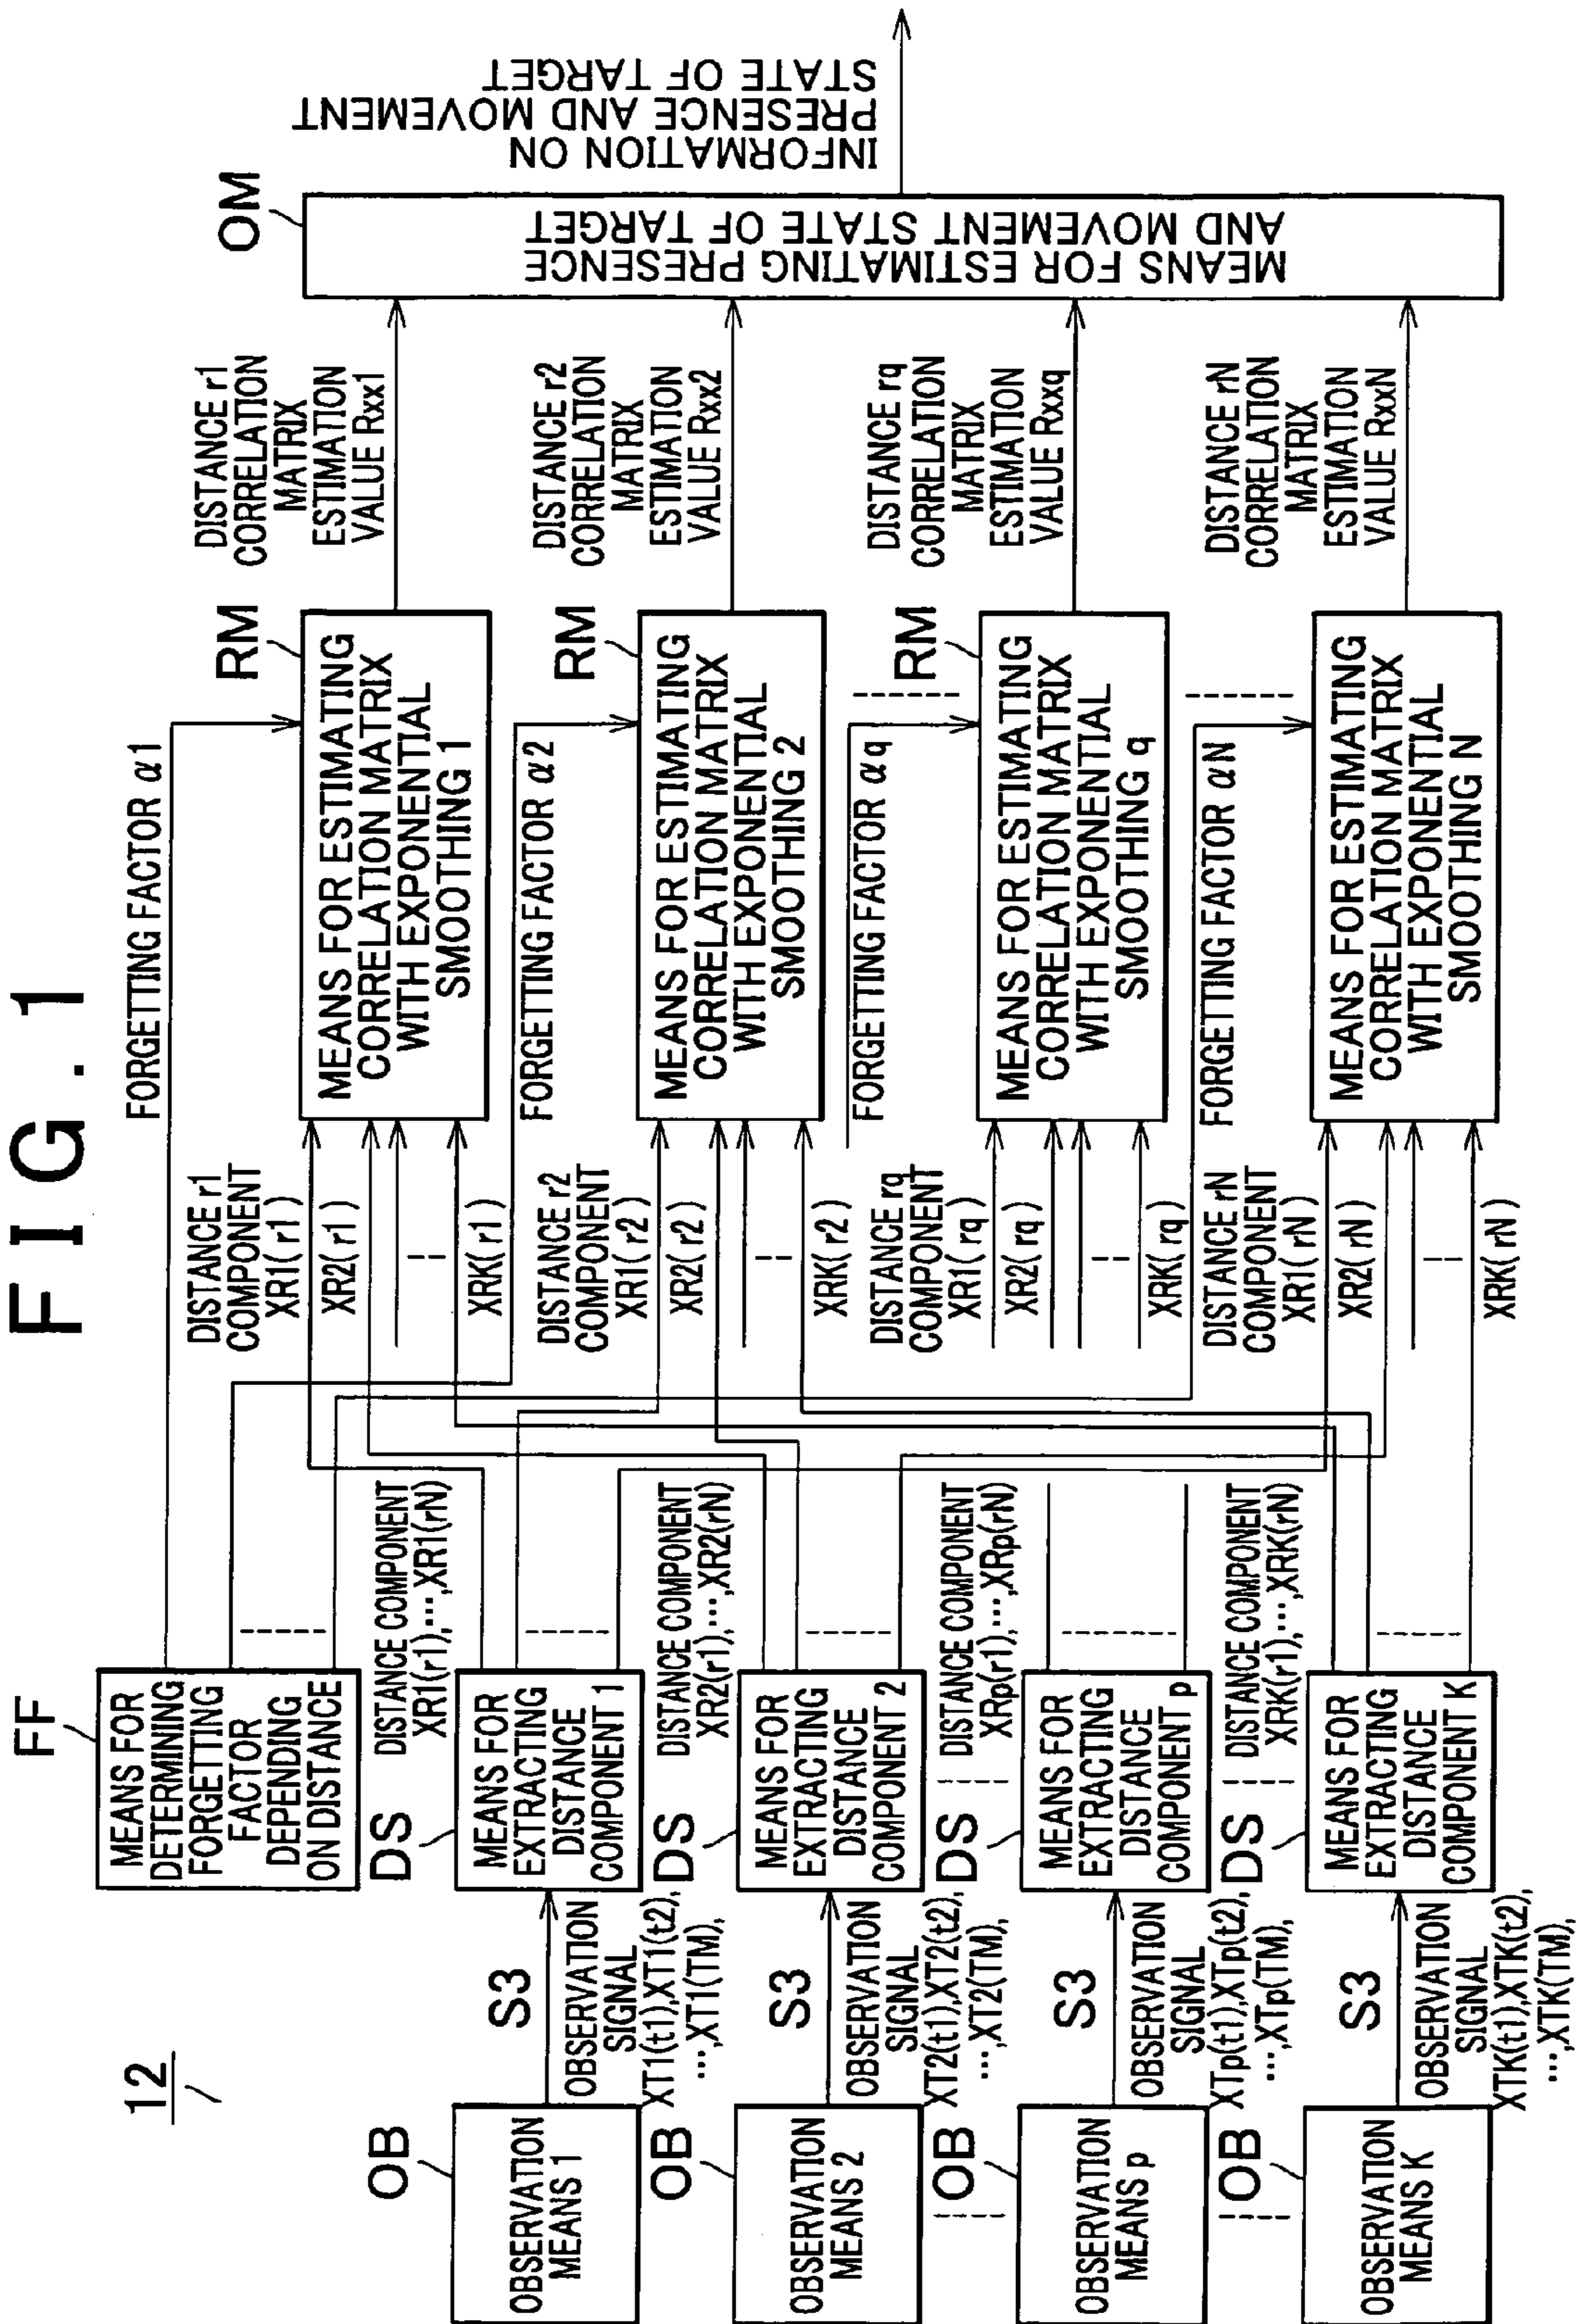 FIG.1
12
OB
OBSERVATION
MEANS 1
OB
OBSERVATION
MEANS 2
OB
OBSERVATION
MEANS p
OB
OBSERVATION
MEANS K
S3
OBSERVATION
SIGNAL
XT1(t1),XT1(t2),
…,XT1(TM),
S3
OBSERVATION
SIGNAL
XT2(t1),XT2(t2),
…,XT2(TM),
S3
OBSERVATION
SIGNAL
XTp(t1),XTp(t2),
…,XTp(TM),
S3
OBSERVATION
SIGNAL
XTK(t1),XTK(t2),
…,XTK(TM),
FF
MEANS FOR
DETERMINING
FORGETTING
FACTOR
DEPENDING
ON DISTANCE
DS
MEANS FOR
EXTRACTING
DISTANCE
COMPONENT 1
DS
MEANS FOR
EXTRACTING
DISTANCE
COMPONENT 2
DS
MEANS FOR
EXTRACTING
DISTANCE
COMPONENT p
DS
MEANS FOR
EXTRACTING
DISTANCE
COMPONENT K
DISTANCE COMPONENT
XR1(r1),…,XR1(rN)
DISTANCE COMPONENT
XR2(r1),…,XR2(rN)
DISTANCE COMPONENT
XRp(r1),…,XRp(rN)
DISTANCE COMPONENT
XRK(r1),…,XRK(rN)
FORGETTING FACTOR α1
DISTANCE r1
COMPONENT
XR1(r1)
XR2(r1)
XRK(r1)
FORGETTING FACTOR α2
DISTANCE r2
COMPONENT
XR1(r2)
XR2(r2)
XRK(r2)
FORGETTING FACTOR αq
DISTANCE rq
COMPONENT
XR1(rq)
XR2(rq)
XRK(rq)
FORGETTING FACTOR αN
DISTANCE rN
COMPONENT
XR1(rN)
XR2(rN)
XRK(rN)
RM
MEANS FOR ESTIMATING
CORRELATION MATRIX
WITH EXPONENTIAL
SMOOTHING 1
RM
MEANS FOR ESTIMATING
CORRELATION MATRIX
WITH EXPONENTIAL
SMOOTHING 2
RM
MEANS FOR ESTIMATING
CORRELATION MATRIX
WITH EXPONENTIAL
SMOOTHING q
MEANS FOR ESTIMATING
CORRELATION MATRIX
WITH EXPONENTIAL
SMOOTHING N
DISTANCE r1
CORRELATION
MATRIX
ESTIMATION
VALUE Rxx1
DISTANCE r2
CORRELATION
MATRIX
ESTIMATION
VALUE Rxx2
DISTANCE rq
CORRELATION
MATRIX
ESTIMATION
VALUE Rxxq
DISTANCE rN
CORRELATION
MATRIX
ESTIMATION
VALUE RxxN
OM
MEANS FOR ESTIMATING PRESENCE
AND MOVEMENT STATE OF TARGET
INFORMATION ON
PRESENCE AND MOVEMENT
STATE OF TARGET